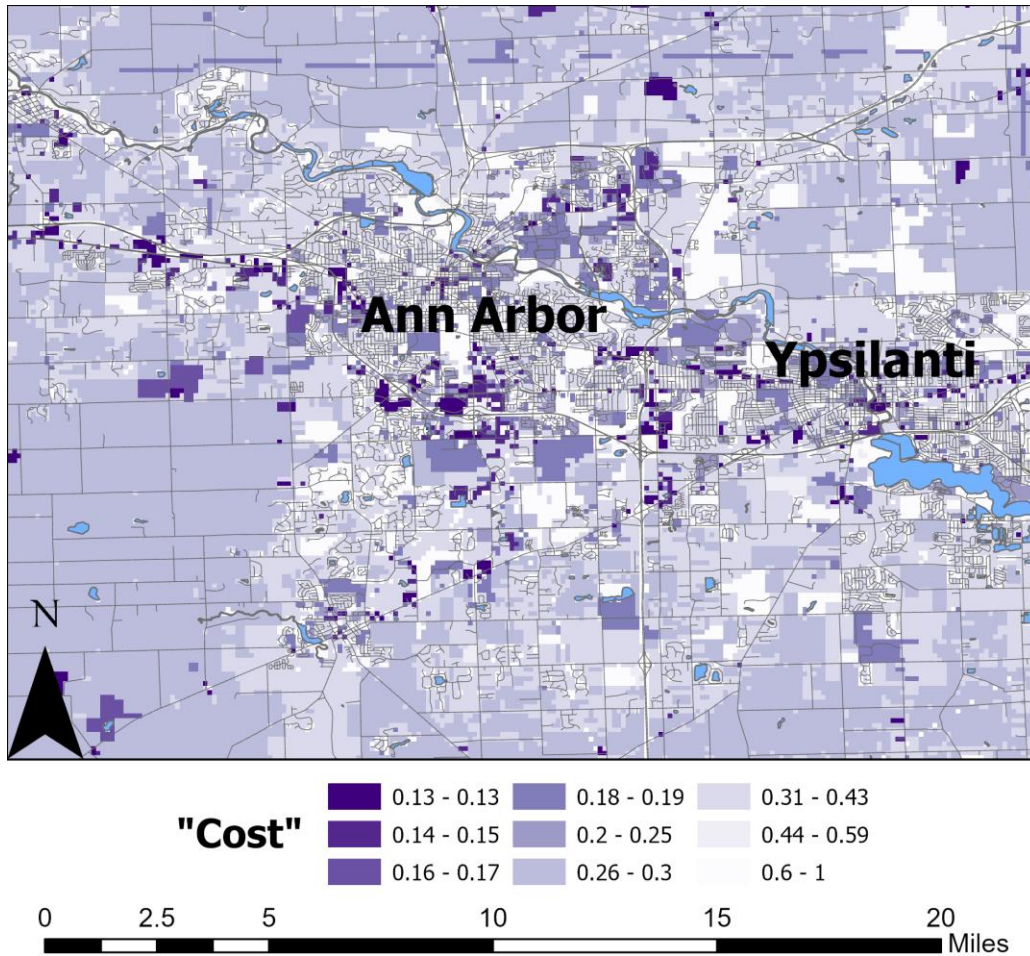 Ann Arbor
Ypsilanti
N
"Cost"
0.13 - 0.13
0.18 - 0.19
0.31 - 0.43
0.14 - 0.15
0.2 - 0.25
0.44 - 0.59
0.16 - 0.17
0.26 - 0.3
0.6 - 1
0 2.5 5 10 15 20
Miles